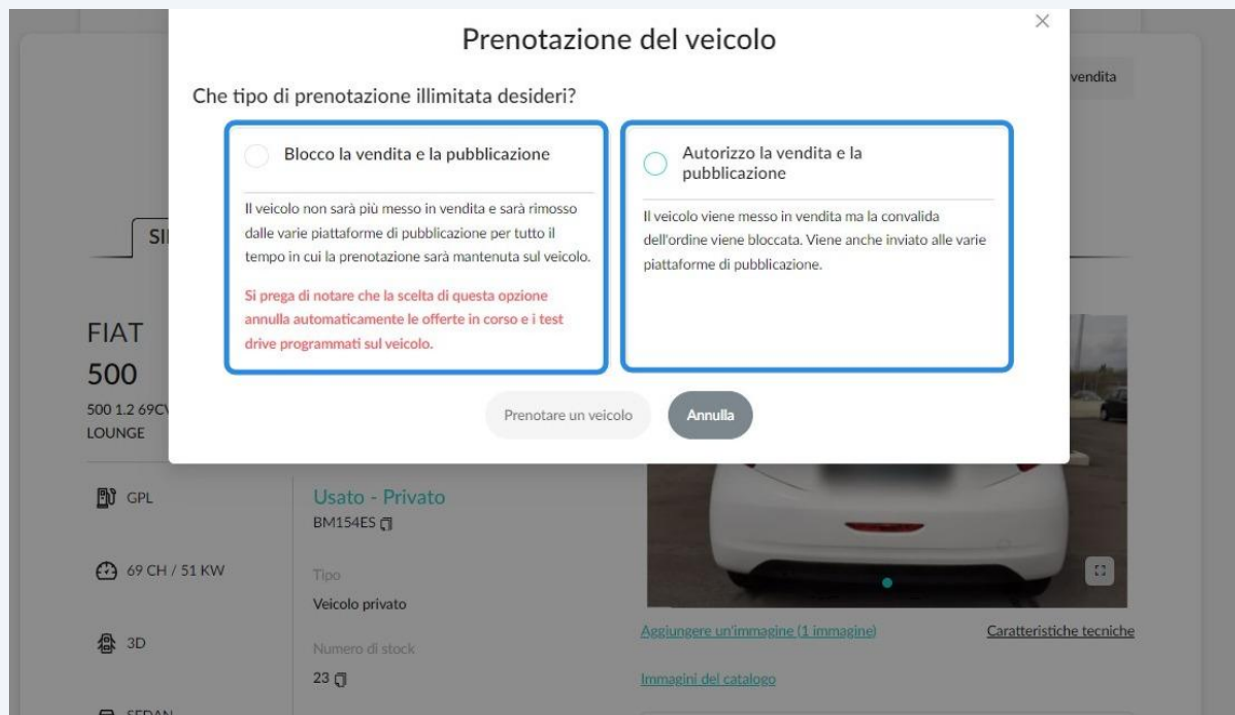 Prenotazione del veicolo
vendita
Che tipo di prenotazione illimitata desideri?
Blocco la vendita e la pubblicazione
Il veicolo non sarà più messo in vendita e sarà rimosso
dalle varie piattaforme di pubblicazione per tutto il
tempo in cui la prenotazione sarà mantenuta sul veicolo.
Si prega di notare che la scelta di questa opzione
annulla automaticamente le offerte in corso e i test
drive programmati sul veicolo.
Autorizzo la vendita e la
pubblicazione
Il veicolo viene messo in vendita ma la convalida
dell'ordine viene bloccata. Viene anche inviato alle varie
piattaforme di pubblicazione.
Prenotare un veicolo
Annulla
FIAT
500
500 1.2 69CV
LOUNGE
GPL
69 CH / 51 KW
3D
SEDAN
Usato - Privato
BM154ES
Tipo
Veicolo privato
Numero di stock
23
Aggiungere un'immagine (1 immagine)
Caratteristiche tecniche
Immagini del catalogo